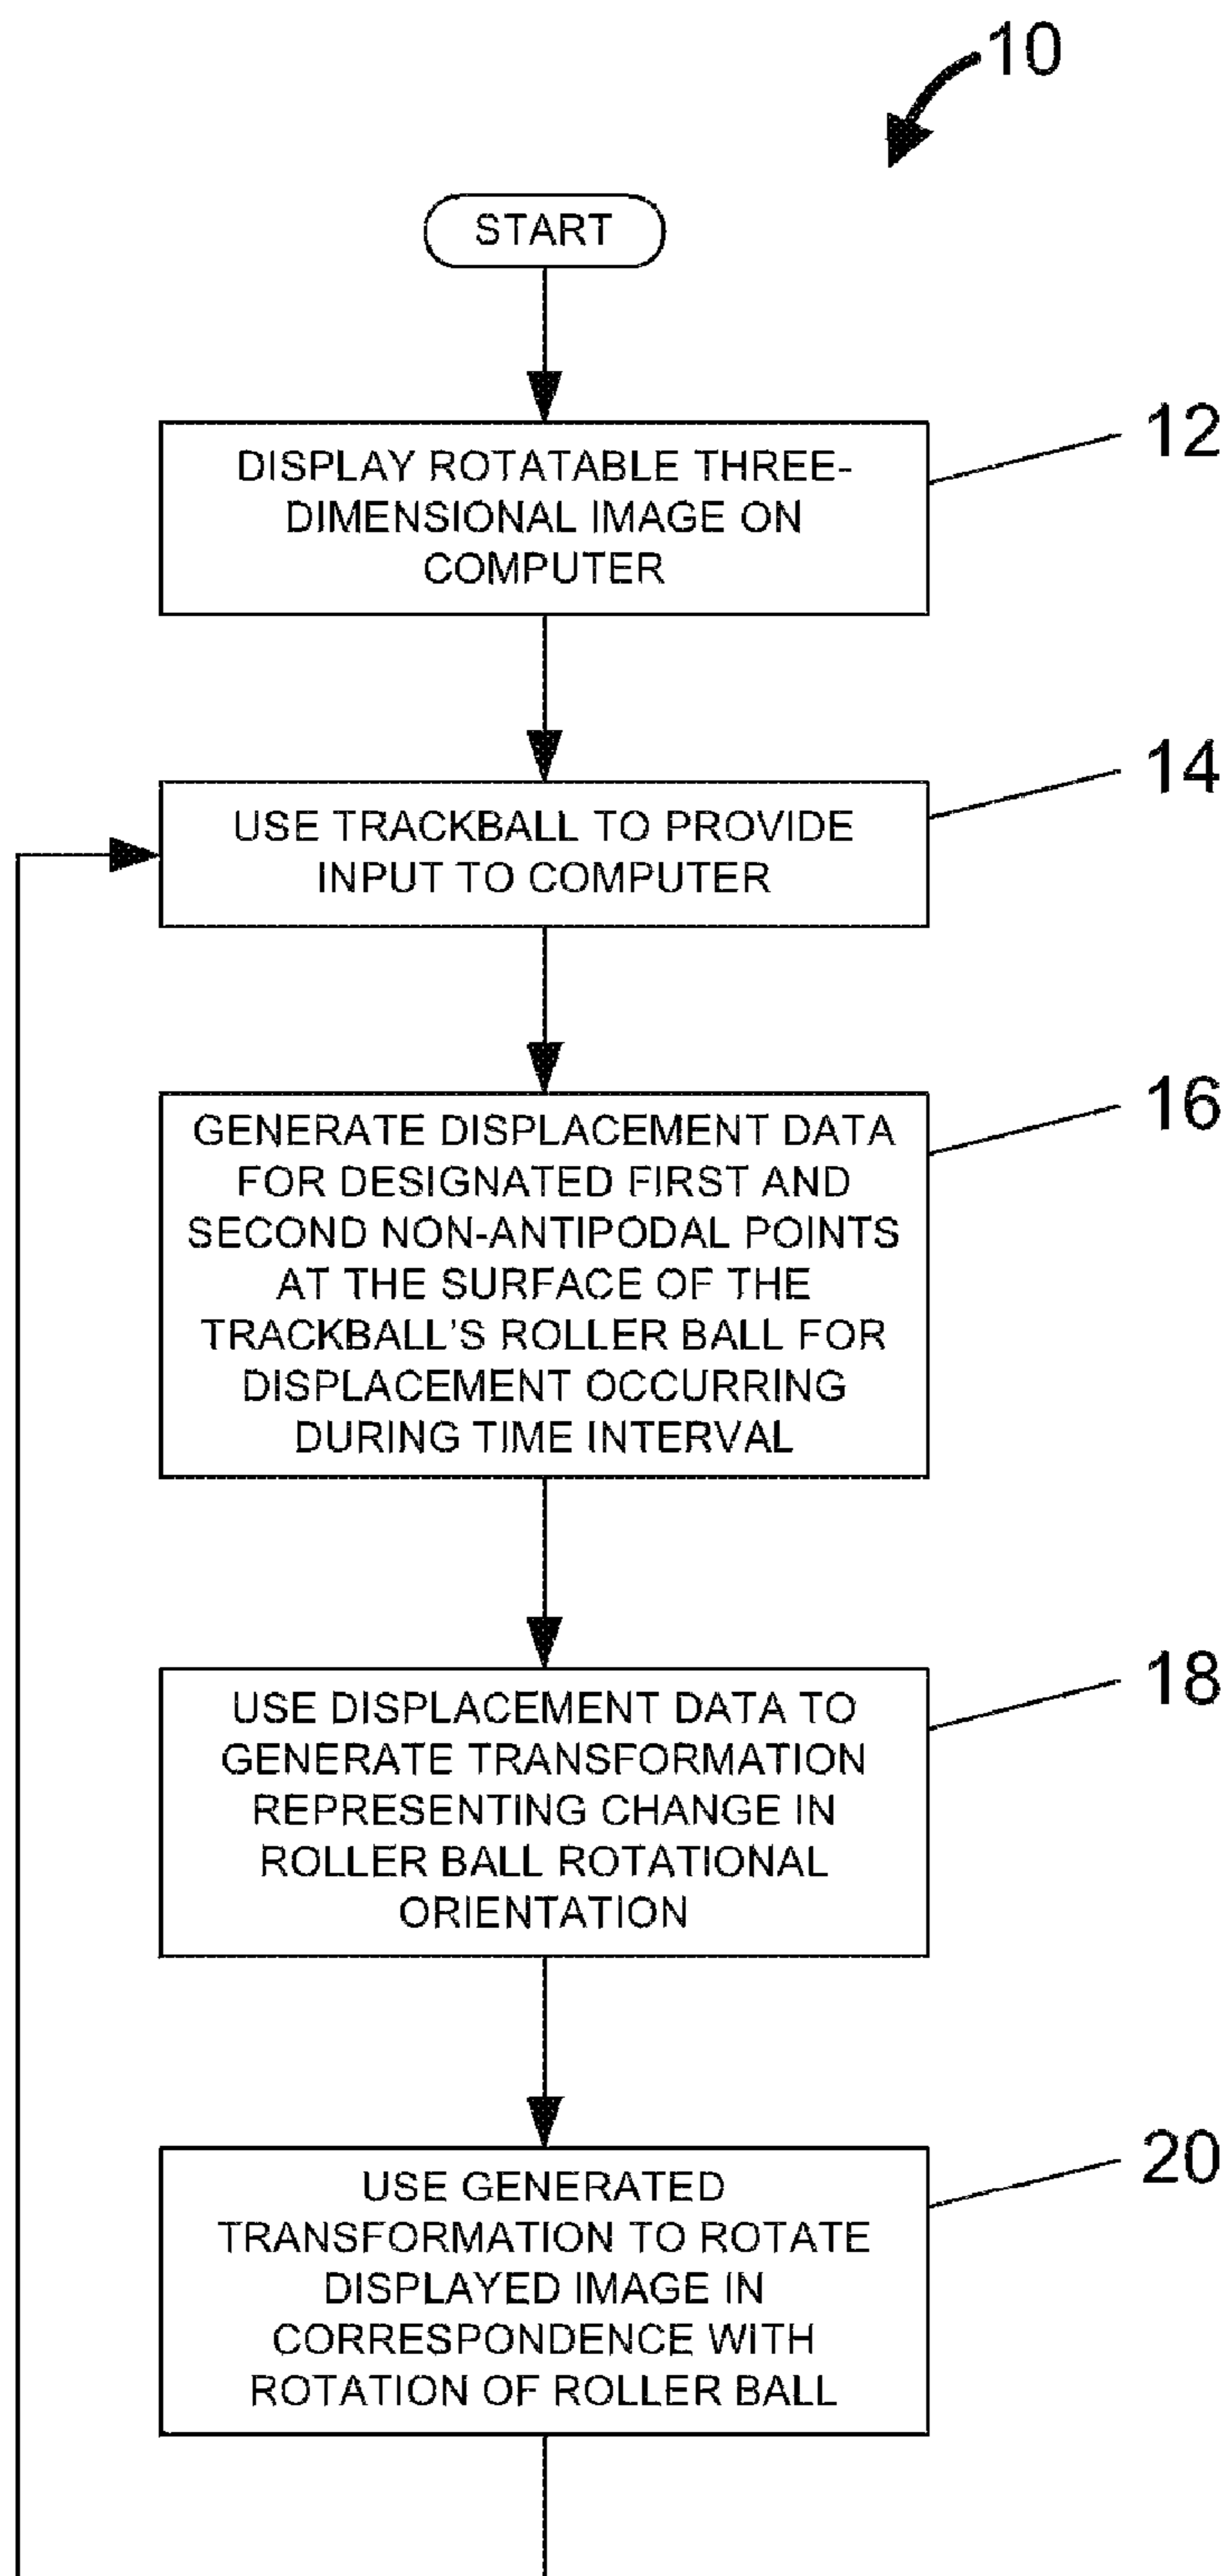 10
START
12
DISPLAY ROTATABLE THREE-
DIMENSIONAL IMAGE ON
COMPUTER
14
USE TRACKBALL TO PROVIDE
INPUT TO COMPUTER
16
GENERATE DISPLACEMENT DATA
FOR DESIGNATED FIRST AND
SECOND NON-ANTIPODAL POINTS
AT THE SURFACE OF THE
TRACKBALL'S ROLLER BALL FOR
DISPLACEMENT OCCURRING
DURING TIME INTERVAL
18
USE DISPLACEMENT DATA TO
GENERATE TRANSFORMATION
REPRESENTING CHANGE IN
ROLLER BALL ROTATIONAL
ORIENTATION
20
USE GENERATED
TRANSFORMATION TO ROTATE
DISPLAYED IMAGE IN
CORRESPONDENCE WITH
ROTATION OF ROLLER BALL